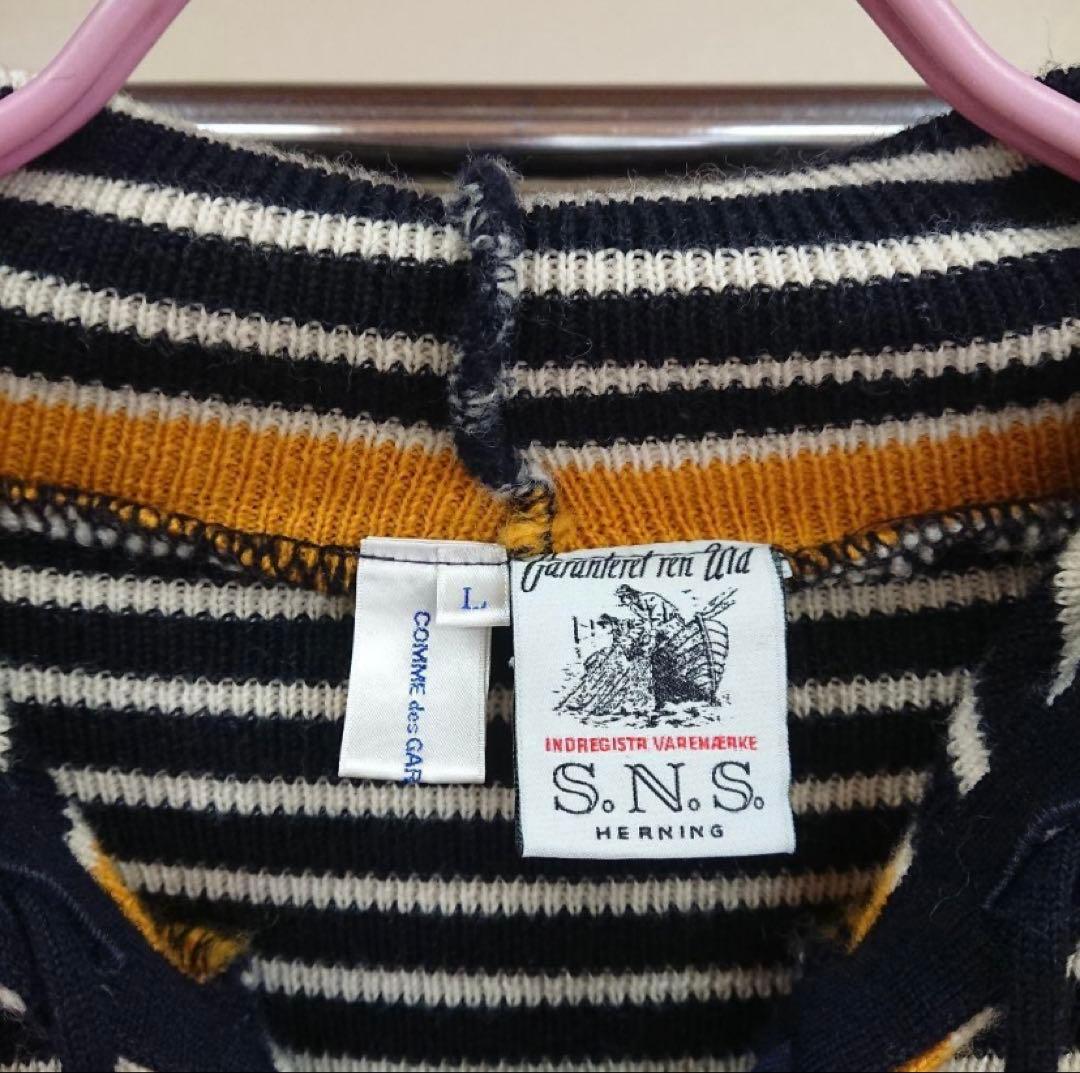 COMME des GAR
L
Garanteret ren Uld
INDREGISTR. VAREMÆRKE
S.N.S.
HERNING